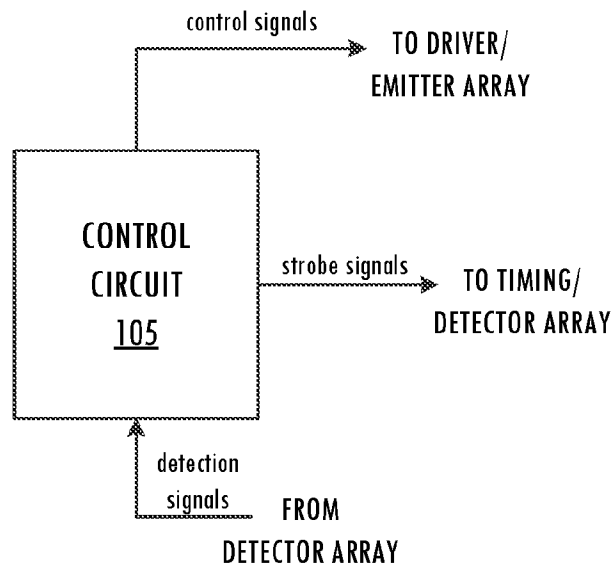 control signals
TO DRIVER/
EMITTER ARRAY
CONTROL
CIRCUIT
105
strobe signals
TO TIMING/
DETECTOR ARRAY
detection
signals
FROM
DETECTOR ARRAY